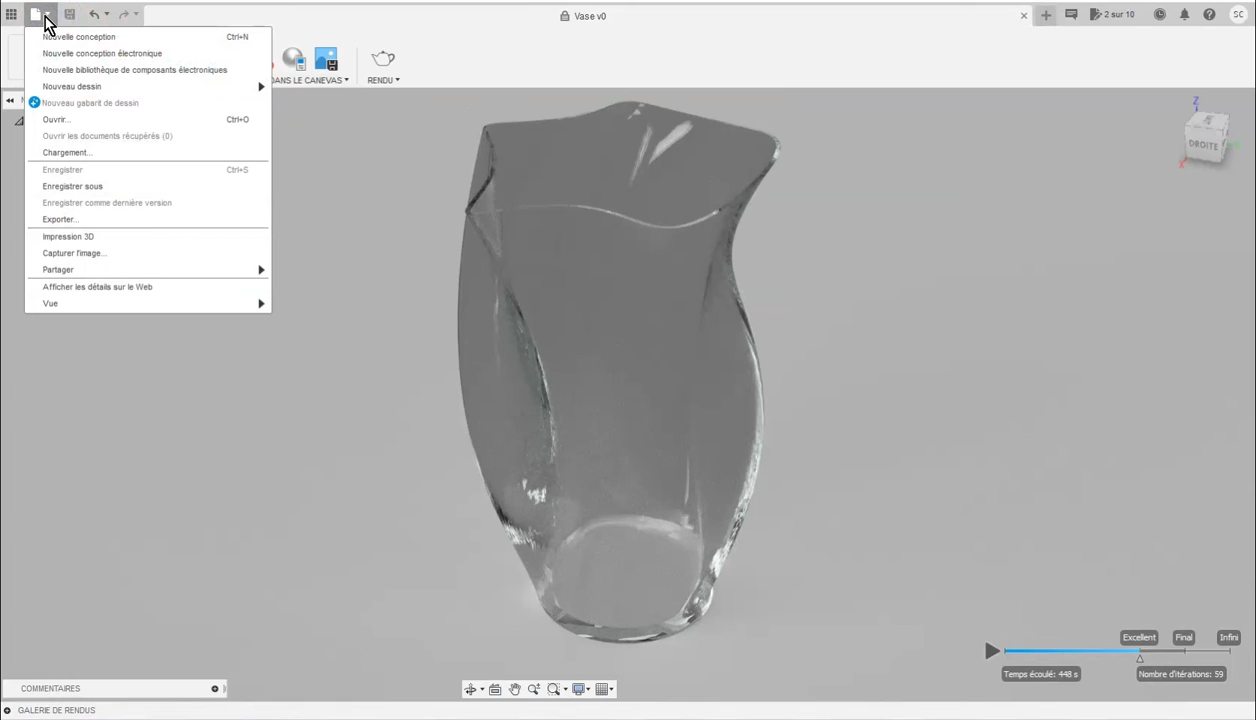 Vase v0
2 sur 10
SC
Nouvelle conception Ctrl+N
Nouvelle conception électronique
Nouvelle bibliothèque de composants électroniques
Nouveau dessin
Nouveau gabarit de dessin
Ouvrir... Ctrl+O
Ouvrir les documents récupérés (0)
Chargement...
Enregistrer Ctrl+S
Enregistrer sous
Enregistrer comme dernière version
Exporter...
Impression 3D
Capturer l'image...
Partager
Afficher les détails sur le Web
Vue
DANS LE CANEVAS
RENDU
Z
DROITE
X
Excellent Final Infini
Temps écoulé: 448 s Nombre d'itérations: 59
COMMENTAIRES
GALERIE DE RENDUS